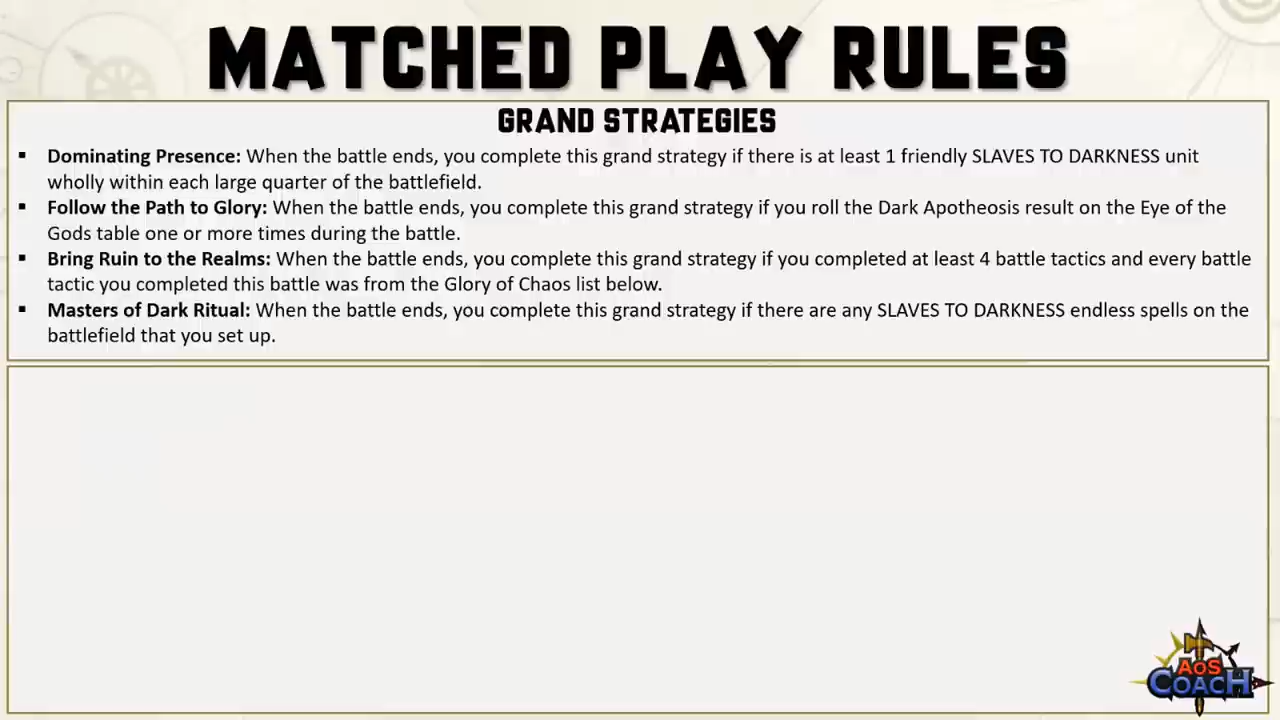 MATCHED PLAY RULES
GRAND STRATEGIES
▪ Dominating Presence: When the battle ends, you complete this grand strategy if there is at least 1 friendly SLAVES TO DARKNESS unit
wholly within each large quarter of the battlefield.
▪ Follow the Path to Glory: When the battle ends, you complete this grand strategy if you roll the Dark Apotheosis result on the Eye of the
Gods table one or more times during the battle.
▪ Bring Ruin to the Realms: When the battle ends, you complete this grand strategy if you completed at least 4 battle tactics and every battle
tactic you completed this battle was from the Glory of Chaos list below.
▪ Masters of Dark Ritual: When the battle ends, you complete this grand strategy if there are any SLAVES TO DARKNESS endless spells on the
battlefield that you set up.
AoS
COACH